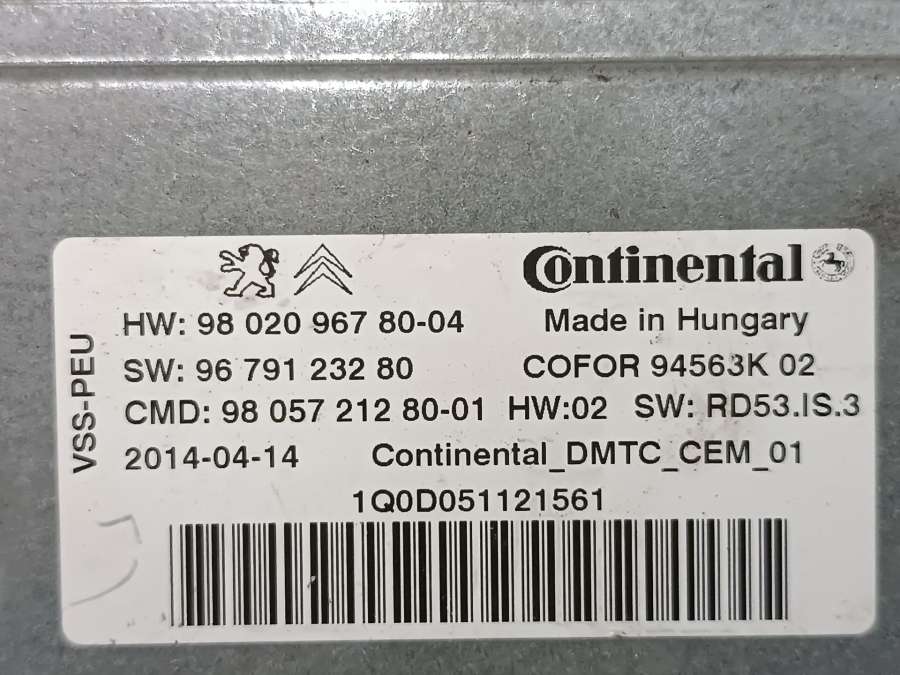 Continental
HW: 98 020 967 80-04
Made in Hungary
SW: 96 791 232 80
COFOR 94563K 02
CMD: 98 057 212 80-01 HW:02 SW: RD53.IS.3
2014-04-14 Continental_DMTC_CEM_01
1Q0D051121561
VSS-PEU